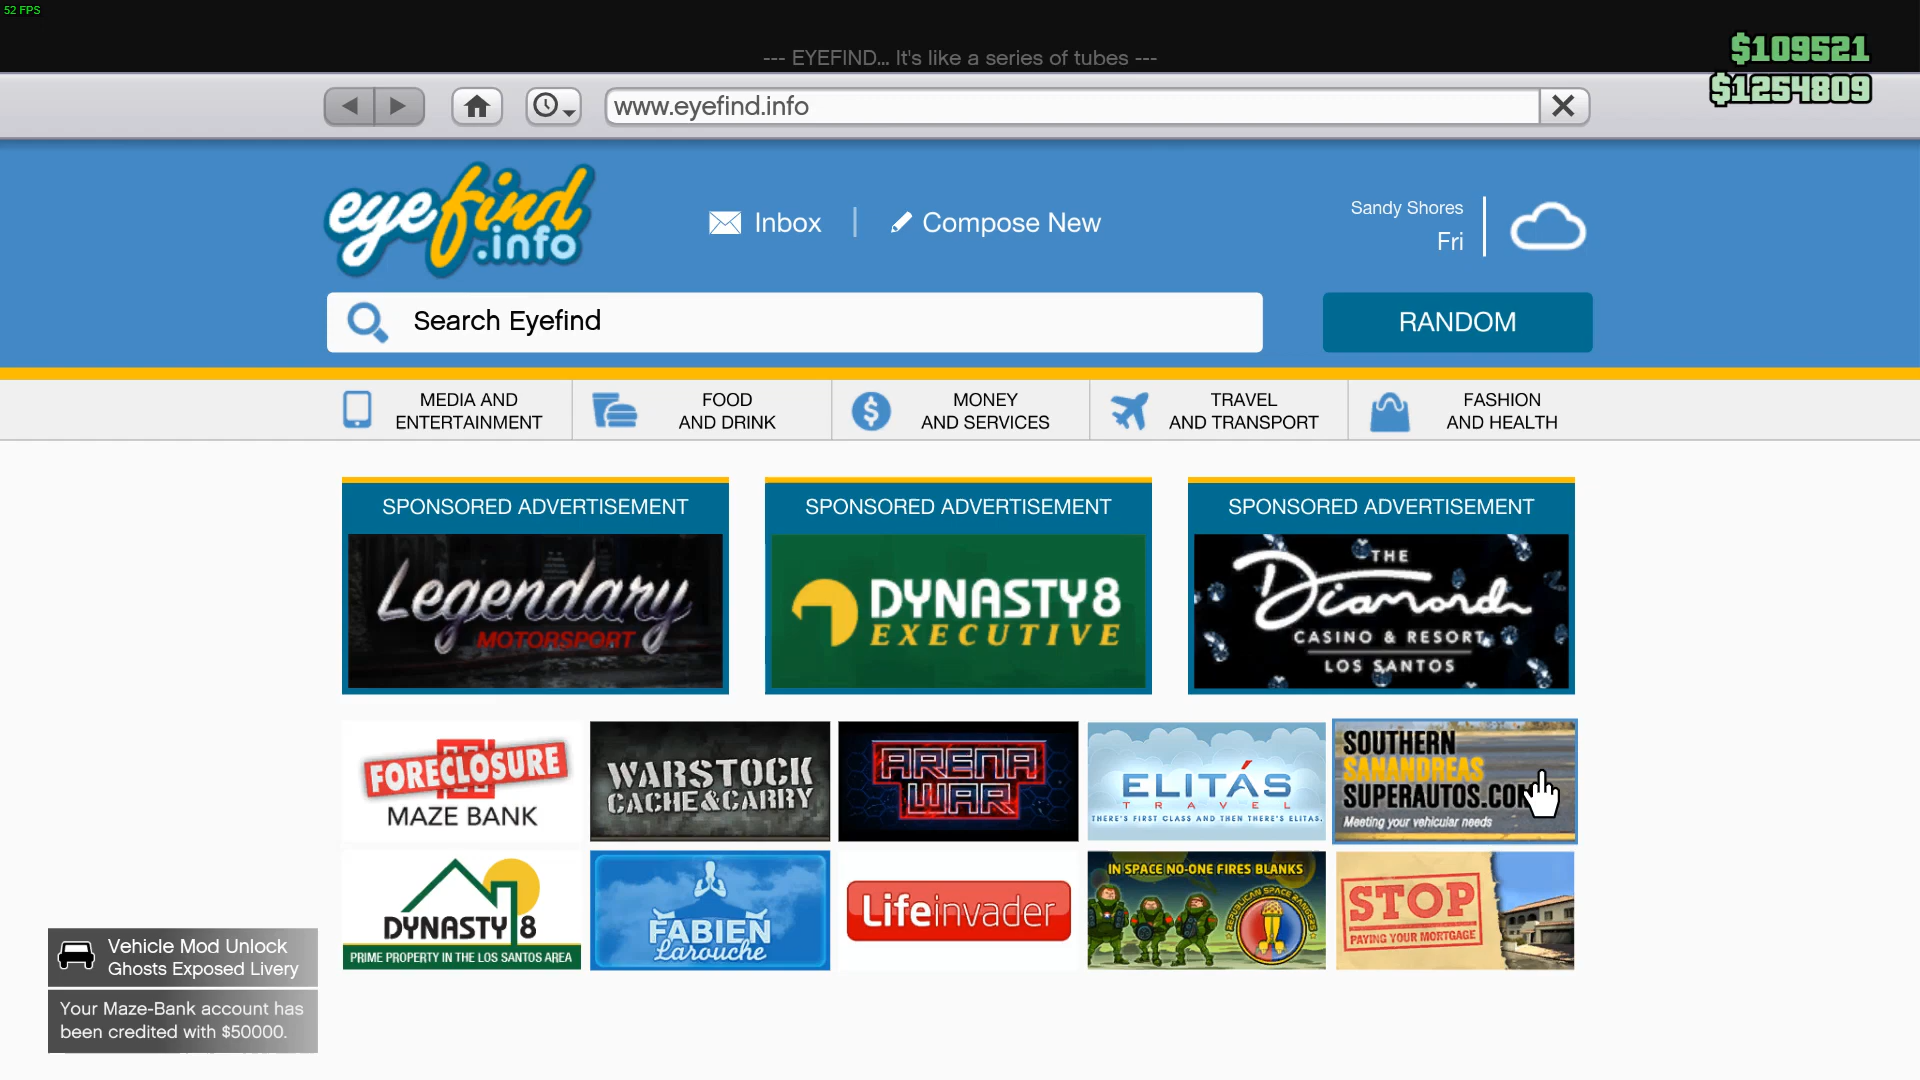 52 FPS
--- EYEFIND... It's like a series of tubes ---
$109521
$1254809
www.eyefind.info
eyefind
.info
Inbox
Compose New
Sandy Shores
Fri
Search Eyefind
RANDOM
MEDIA AND
ENTERTAINMENT
FOOD
AND DRINK
MONEY
AND SERVICES
TRAVEL
AND TRANSPORT
FASHION
AND HEALTH
SPONSORED ADVERTISEMENT
Legendary
MOTORSPORT
SPONSORED ADVERTISEMENT
DYNASTY 8
EXECUTIVE
SPONSORED ADVERTISEMENT
THE
Diamond
CASINO & RESORT
LOS SANTOS
FORECLOSURE
MAZE BANK
WARSTOCK
CACHE&CARRY
ARENA
WAR
ELITÁS
TRAVEL
THERE'S FIRST CLASS AND THEN THERE'S ELITAS.
SOUTHERN
SANANDREAS
SUPERAUTOS.COM
Meeting your vehicular needs
DYNASTY 8
PRIME PROPERTY IN THE LOS SANTOS AREA
FABIEN
Larouche
Lifeinvader
IN SPACE NO-ONE FIRES BLANKS
REPUBLICAN SPACE RANGERS
STOP
PAYING YOUR MORTGAGE
Vehicle Mod Unlock
Ghosts Exposed Livery
Your Maze-Bank account has
been credited with $50000.